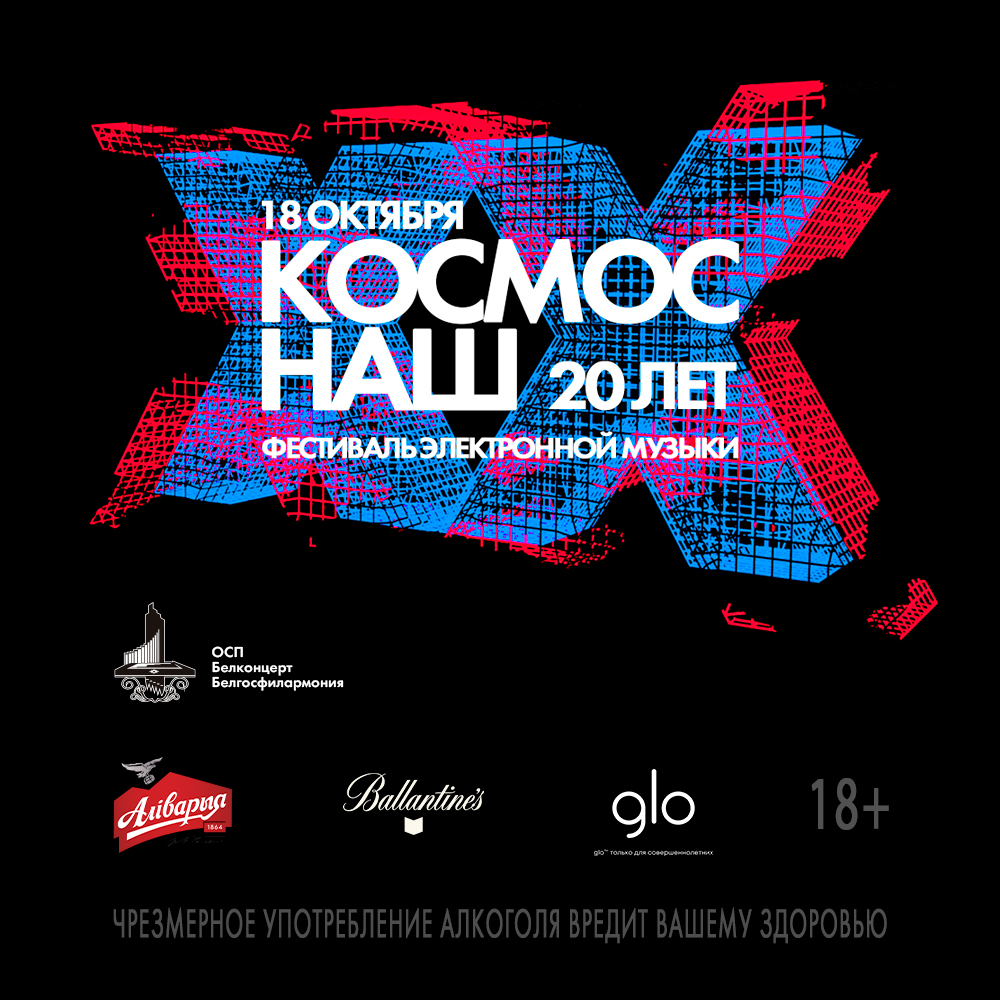 18 ОКТЯБРЯ
КОСМОС
НАШ 20 ЛЕТ
ФЕСТИВАЛЬ ЭЛЕКТРОННОЙ МУЗЫКИ
ОСП
Белконцерт
Белгосфилармония
Аліварыя
1864
Ballantine's
glo
glo™ только для совершеннолетних
18+
ЧРЕЗМЕРНОЕ УПОТРЕБЛЕНИЕ АЛКОГОЛЯ ВРЕДИТ ВАШЕМУ ЗДОРОВЬЮ